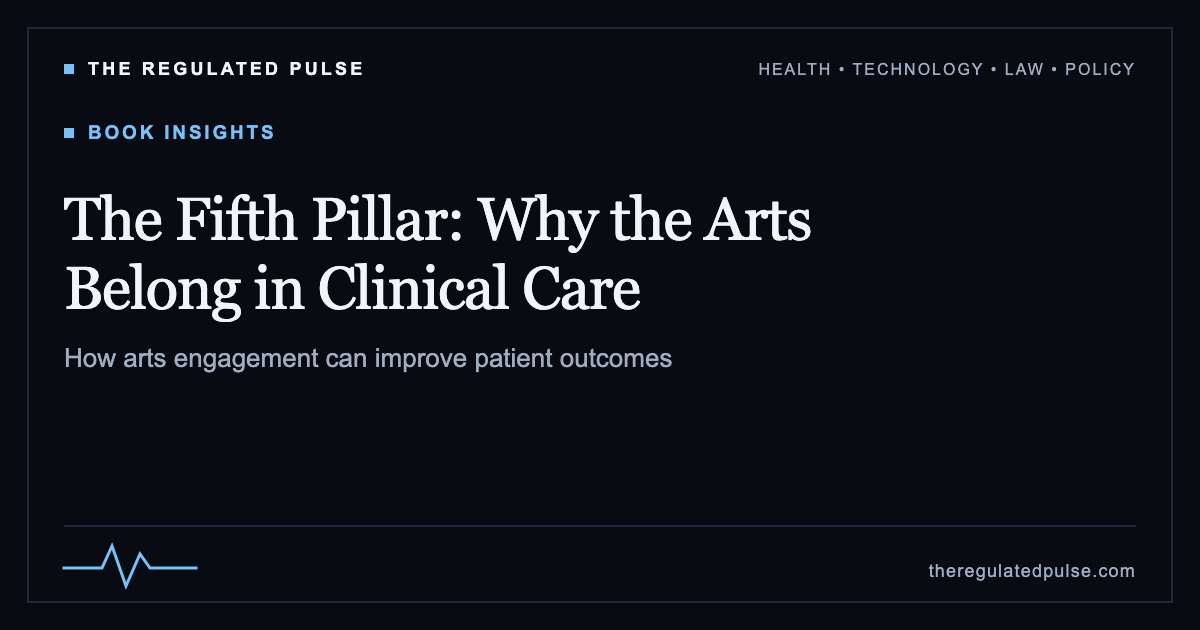 THE REGULATED PULSE
HEALTH • TECHNOLOGY • LAW • POLICY
BOOK INSIGHTS
The Fifth Pillar: Why the Arts
Belong in Clinical Care
How arts engagement can improve patient outcomes
theregulatedpulse.com